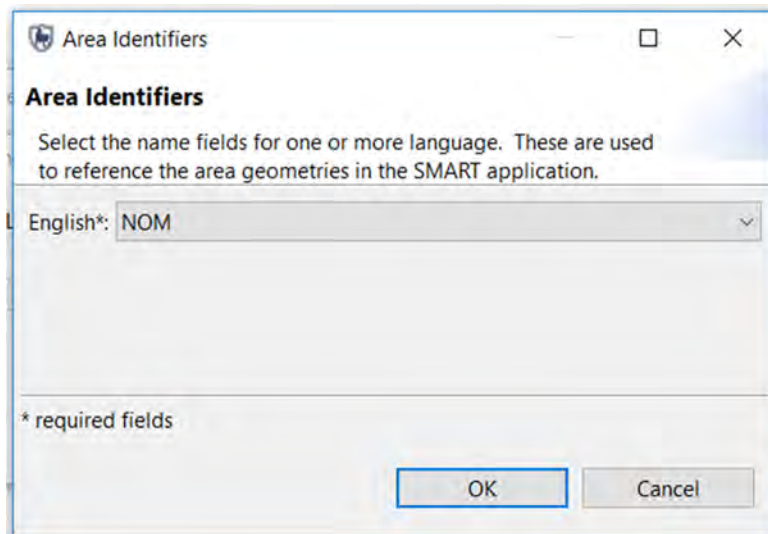 Area Identifiers
Area Identifiers
Select the name fields for one or more language.  These are used
to reference the area geometries in the SMART application.
English*: NOM
* required fields
OK Cancel